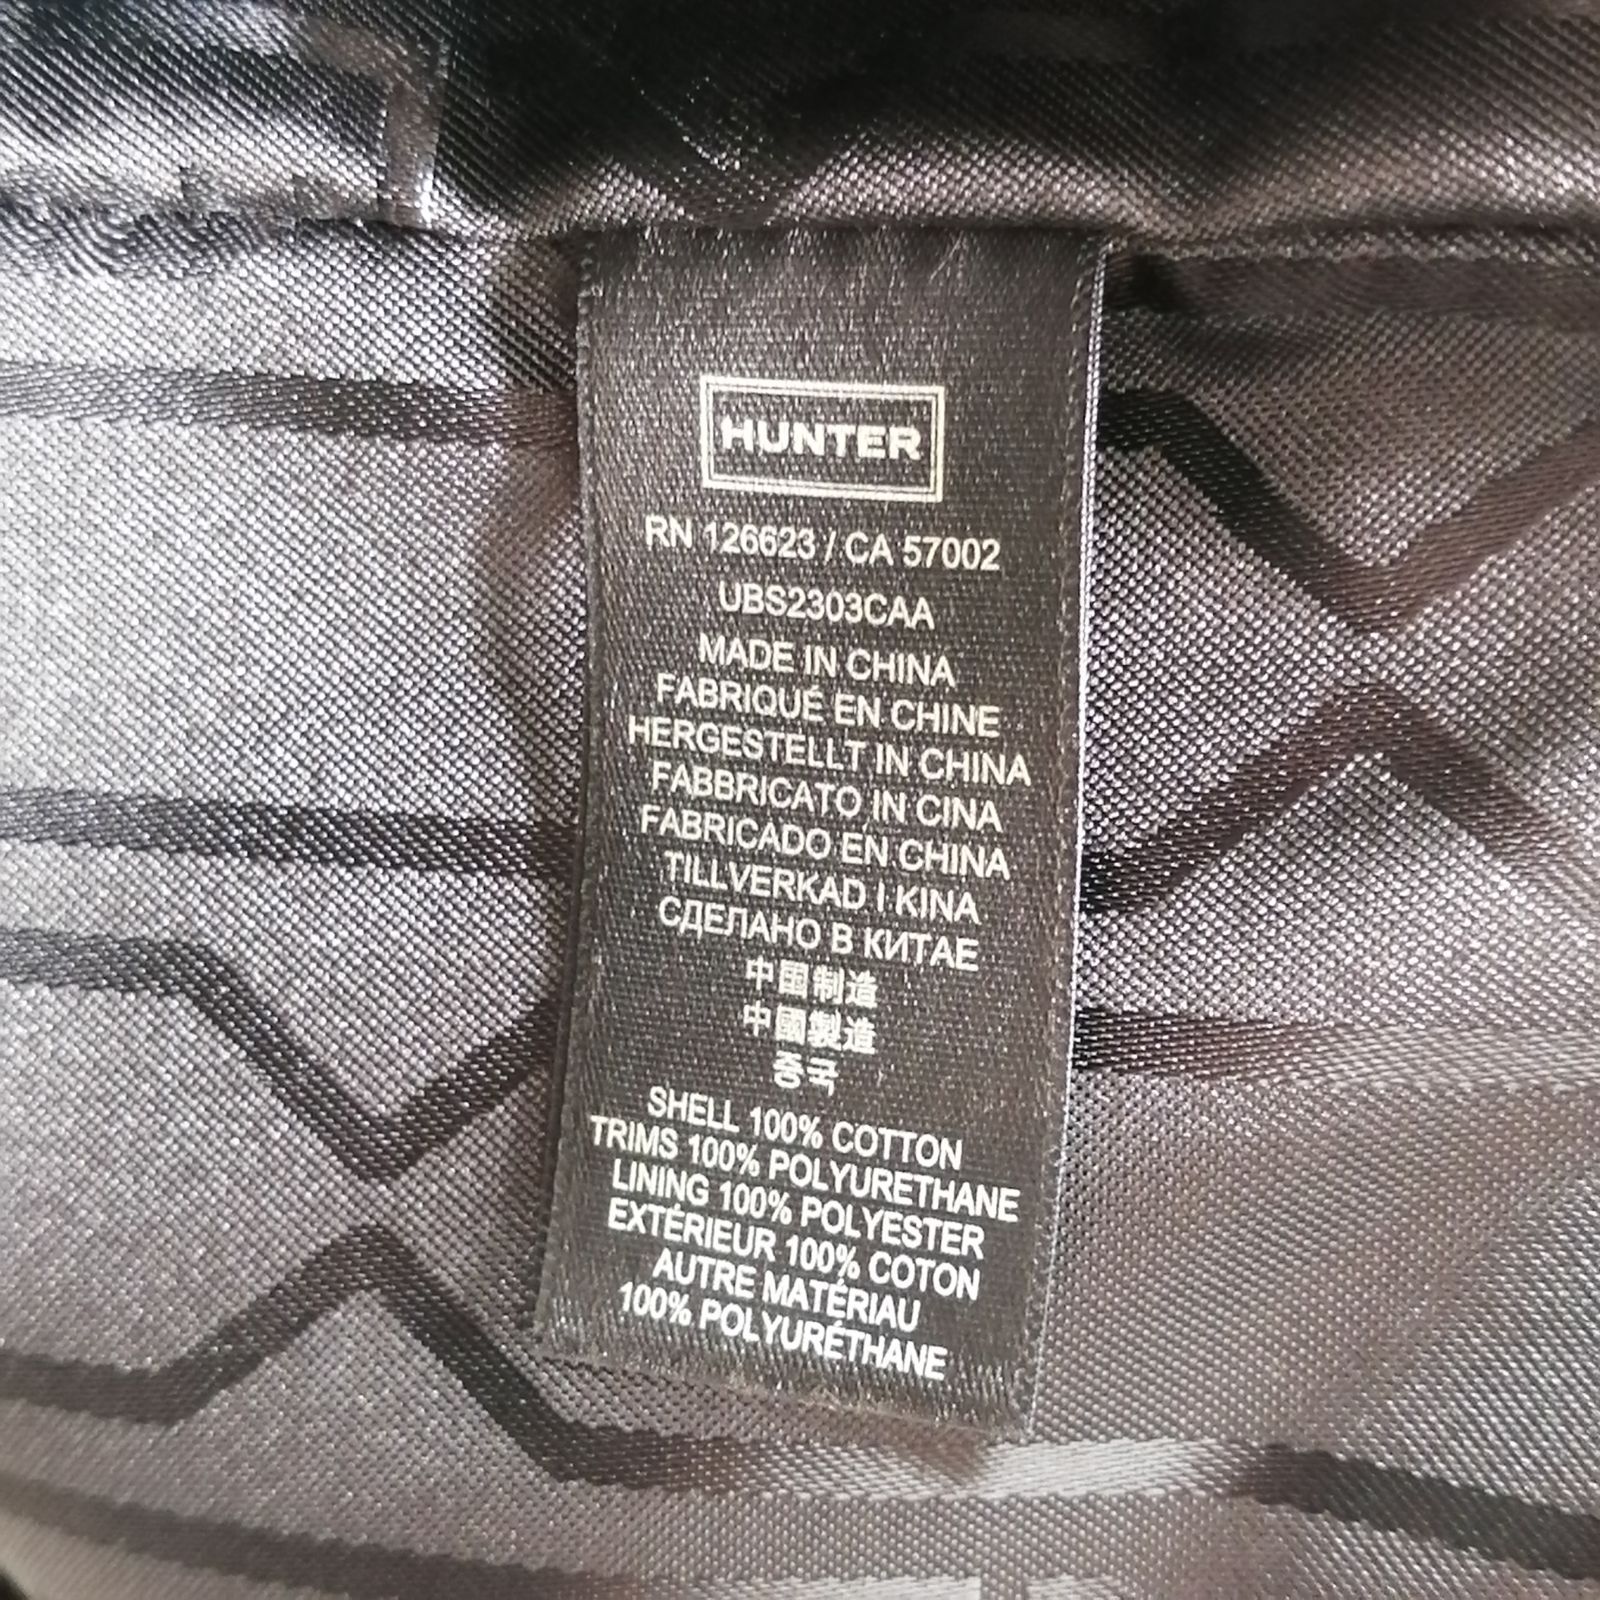 HUNTER
RN 126623 / CA 57002
UBS2303CAA
MADE IN CHINA
FABRIQUÉ EN CHINE
HERGESTELLT IN CHINA
FABBRICATO IN CINA
FABRICADO EN CHINA
TILLVERKAD I KINA
СДЕЛАНО В КИТАЕ
中国制造
中國製造
중국
SHELL 100% COTTON
TRIMS 100% POLYURETHANE
LINING 100% POLYESTER
EXTÉRIEUR 100% COTON
AUTRE MATÉRIAU
100% POLYURÉTHANE